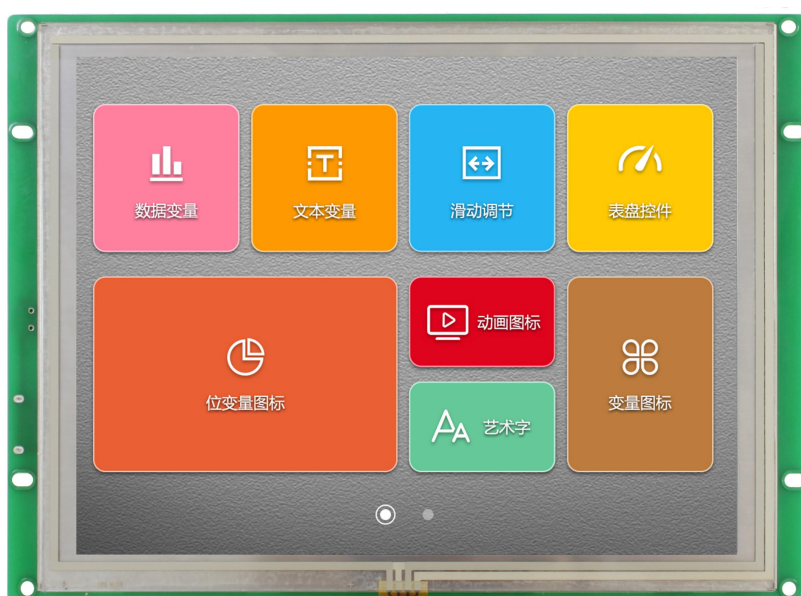 数据变量
文本变量
滑动调节
表盘控件
位变量图标
动画图标
艺术字
变量图标